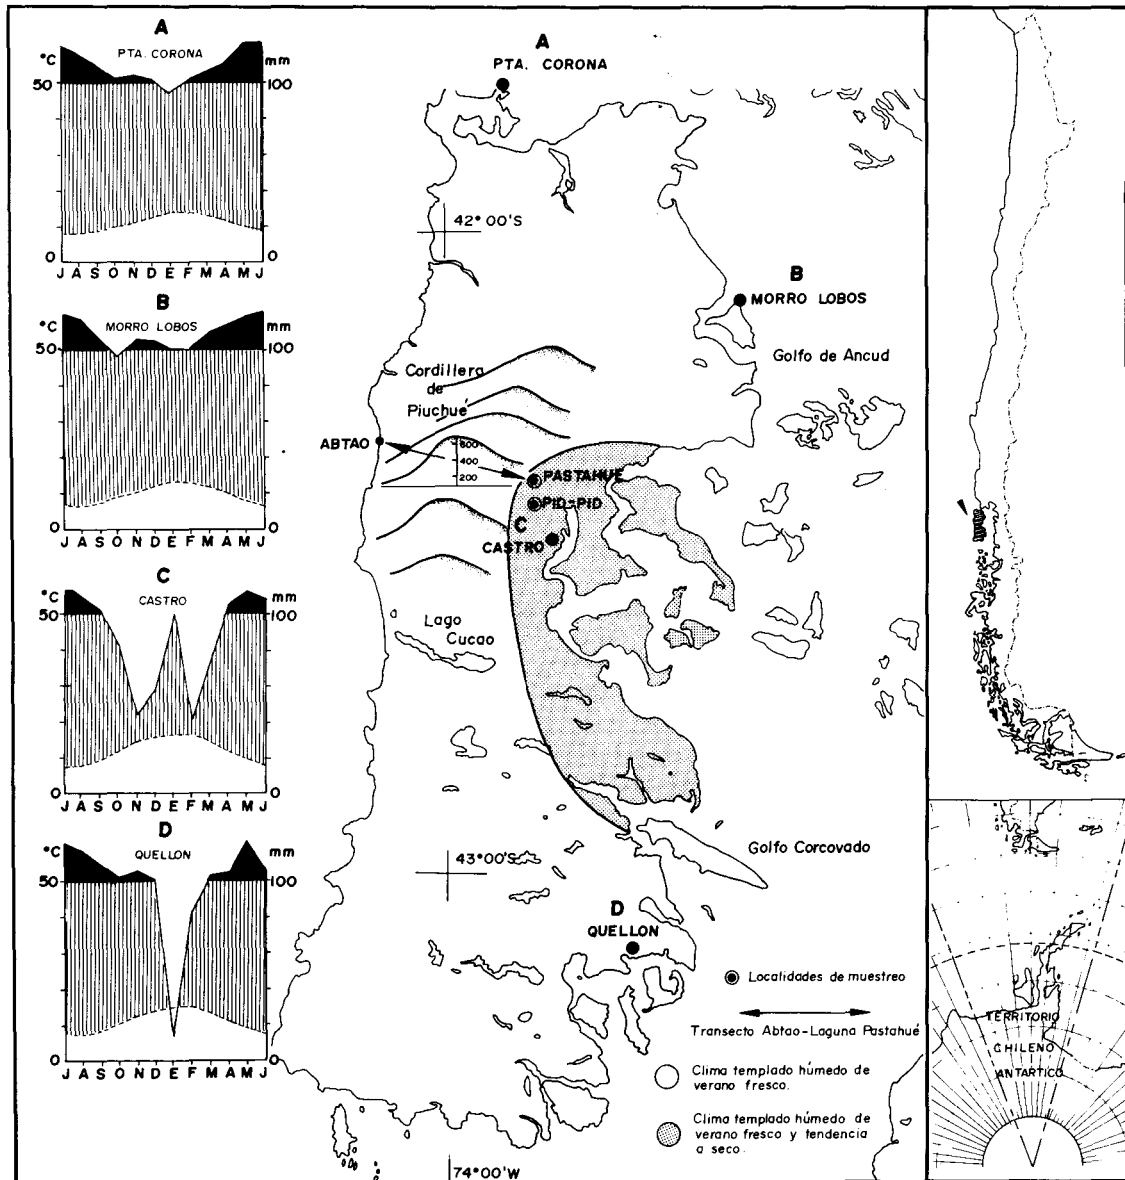 A
PTA. CORONA
°C
mm
50
100
0
0
J A S O N D E F M A M J
B
MORRO LOBOS
°C
mm
50
100
0
0
J A S O N D E F M A M J
C
CASTRO
°C
mm
50
100
0
0
J A S O N D E F M A M J
D
QUELLON
°C
mm
50
100
0
0
J A S O N D E F M A M J
A
PTA. CORONA
42°00'S
B
MORRO LOBOS
Golfo de Ancud
Cordillera
de
Piuchué
ABTAO
600
400
200
PASTAHUE
PID-PID
C
CASTRO
Lago
Cucao
43°00'S
Golfo Corcovado
D
QUELLON
Localidades de muestreo
Transecto Abtao-Laguna Pastahué
Clima templado húmedo de
verano fresco.
Clima templado húmedo de
verano fresco y tendencia
a seco.
74°00'W
TERRITORIO
CHILENO
ANTARTICO